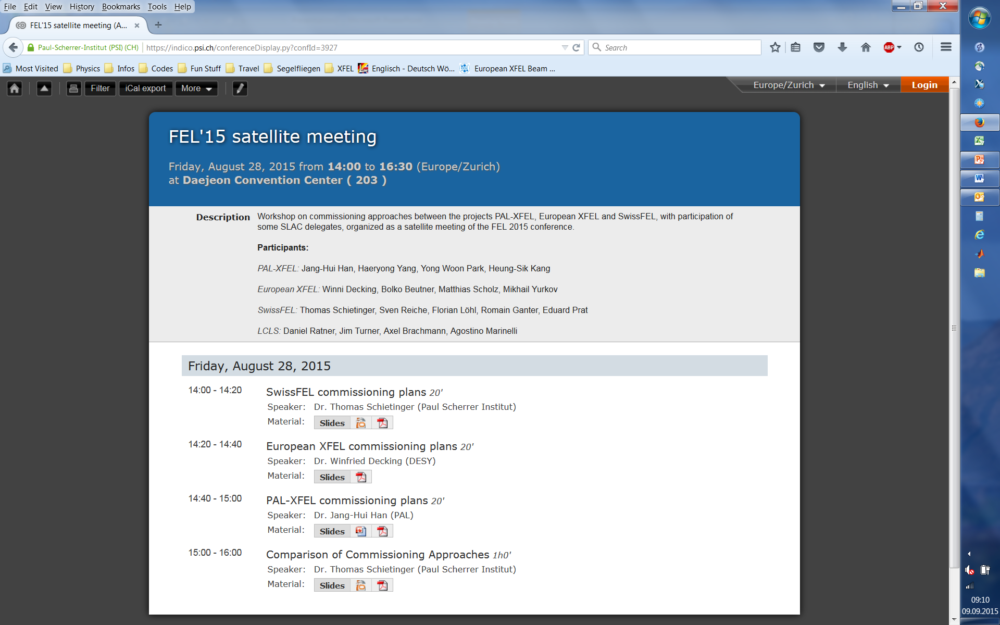 File Edit View History Bookmarks Tools Help
FEL'15 satellite meeting (A...
Paul-Scherrer-Institut (PSI) (CH) https://indico.psi.ch/conferenceDisplay.py?confId=3927 Search ABP
Most Visited Physics Infos Codes Fun Stuff Travel Segelfliegen XFEL Englisch - Deutsch Wö... European XFEL Beam ...
Filter iCal export More Europe/Zurich English Login
FEL'15 satellite meeting
Friday, August 28, 2015 from 14:00 to 16:30 (Europe/Zurich)
at Daejeon Convention Center ( 203 )
Description Workshop on commissioning approaches between the projects PAL-XFEL, European XFEL and SwissFEL, with participation of
some SLAC delegates, organized as a satellite meeting of the FEL 2015 conference.
Participants:
PAL-XFEL: Jang-Hui Han, Haeryong Yang, Yong Woon Park, Heung-Sik Kang
European XFEL: Winni Decking, Bolko Beutner, Matthias Scholz, Mikhail Yurkov
SwissFEL: Thomas Schietinger, Sven Reiche, Florian Löhl, Romain Ganter, Eduard Prat
LCLS: Daniel Ratner, Jim Turner, Axel Brachmann, Agostino Marinelli
Friday, August 28, 2015
14:00 - 14:20 SwissFEL commissioning plans 20'
Speaker: Dr. Thomas Schietinger (Paul Scherrer Institut)
Material: Slides
14:20 - 14:40 European XFEL commissioning plans 20'
Speaker: Dr. Winfried Decking (DESY)
Material: Slides
14:40 - 15:00 PAL-XFEL commissioning plans 20'
Speaker: Dr. Jang-Hui Han (PAL)
Material: Slides
15:00 - 16:00 Comparison of Commissioning Approaches 1h0'
Speaker: Dr. Thomas Schietinger (Paul Scherrer Institut)
Material: Slides
09:10
09.09.2015